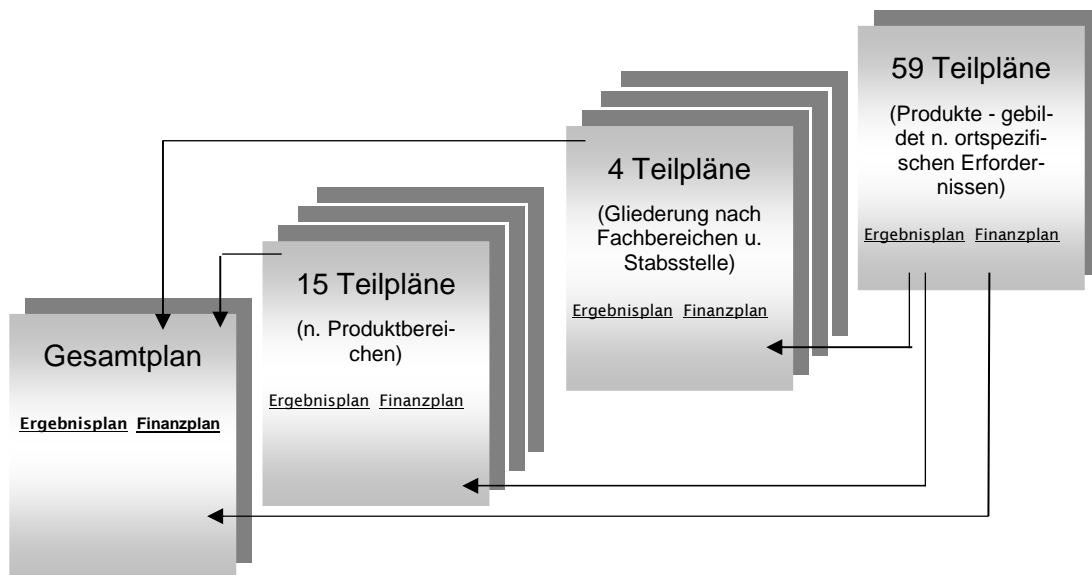 59 Teilpläne
(Produkte - gebil-
det n. ortspezifi-
schen Erforder-
nissen)
Ergebnisplan Finanzplan
4 Teilpläne
(Gliederung nach
Fachbereichen u.
Stabsstelle)
Ergebnisplan Finanzplan
15 Teilpläne
(n. Produktberei-
chen)
Ergebnisplan Finanzplan
Gesamtplan
Ergebnisplan Finanzplan